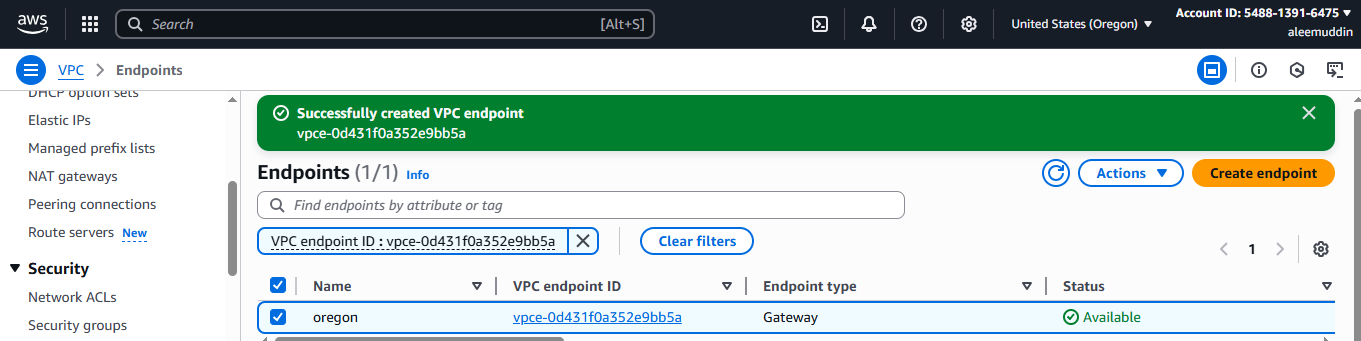 aws
Search [Alt+S]
United States (Oregon)
Account ID: 5488-1391-6475
aleemuddin
VPC > Endpoints
DHCP option sets
Elastic IPs
Managed prefix lists
NAT gateways
Peering connections
Route servers New
Security
Network ACLs
Security groups
Successfully created VPC endpoint
vpce-0d431f0a352e9bb5a
Endpoints (1/1) Info
Actions
Create endpoint
Find endpoints by attribute or tag
VPC endpoint ID : vpce-0d431f0a352e9bb5a
Clear filters
1
Name VPC endpoint ID Endpoint type Status
oregon vpce-0d431f0a352e9bb5a Gateway Available